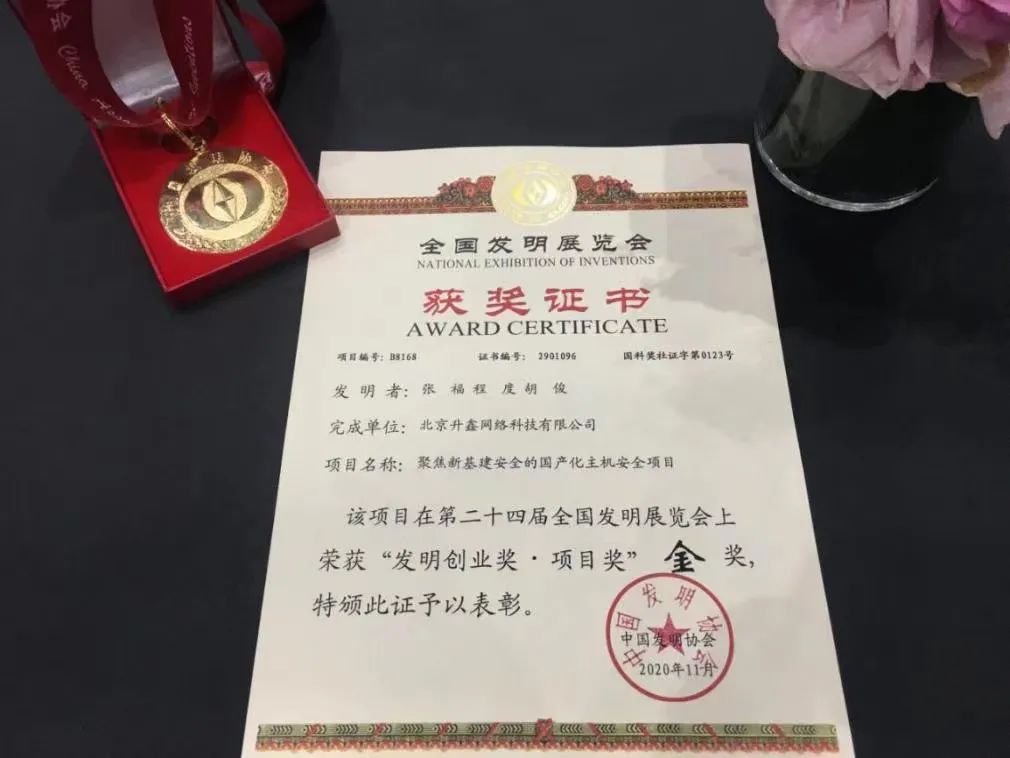 协会 China
全国发明展览会
NATIONAL EXHIBITION OF INVENTIONS
获奖证书
AWARD CERTIFICATE
项目编号: B8168 证书编号: 2901096 国科奖社证字第0123号
发明者: 张福 程度 胡俊
完成单位: 北京升鑫网络科技有限公司
项目名称: 聚焦新基建安全的国产化主机安全项目
该项目在第二十四届全国发明展览会上
荣获“发明创业奖·项目奖” 金奖,
特颁此证予以表彰。
中国发明协会
中国发明协会
2020年11月